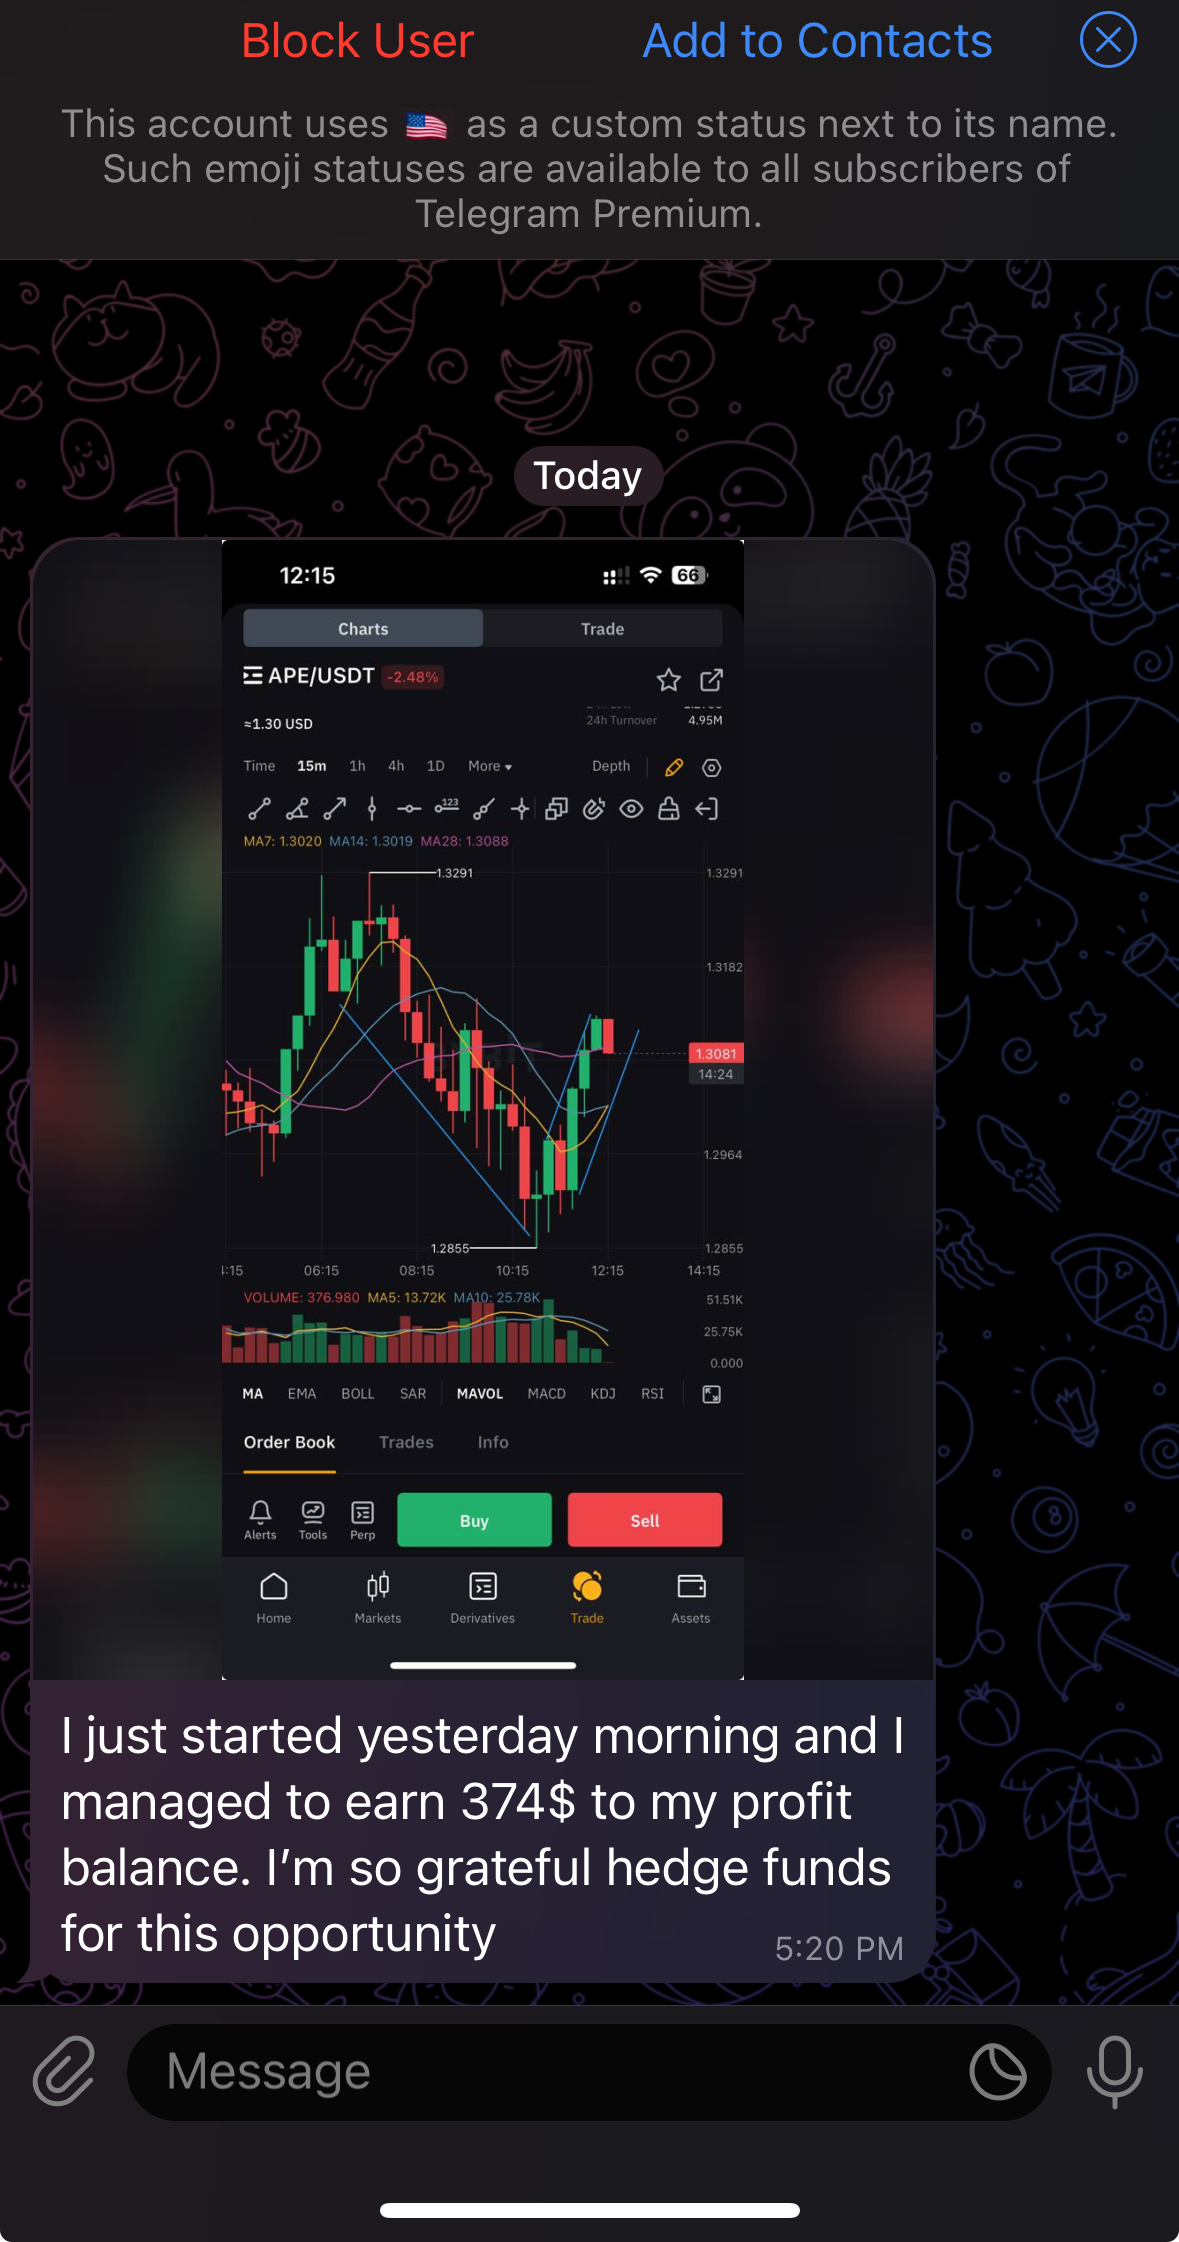 Block User Add to Contacts
This account uses 🇺🇸 as a custom status next to its name.
Such emoji statuses are available to all subscribers of
Telegram Premium.
Today
12:15 66
Charts Trade
APE/USDT -2.48%
≈1.30 USD
24h Turnover 4.95M
Time 15m 1h 4h 1D More Depth
123
MA7: 1.3020 MA14: 1.3019 MA28: 1.3088
1.3291 1.3291
1.3182
1.3081
14:24
1.2964
1.2855 1.2855
:15 06:15 08:15 10:15 12:15 14:15
VOLUME: 376.980 MA5: 13.72K MA10: 25.78K 51.51K
25.75K
0.000
MA EMA BOLL SAR MAVOL MACD KDJ RSI
Order Book Trades Info
Alerts Tools Perp Buy Sell
Home Markets Derivatives Trade Assets
I just started yesterday morning and I
managed to earn 374$ to my profit
balance. I’m so grateful hedge funds
for this opportunity
5:20 PM
Message